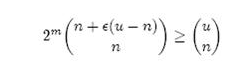 2^m \binom{n + \epsilon(u - n)}{n} \geq \binom{u}{n}